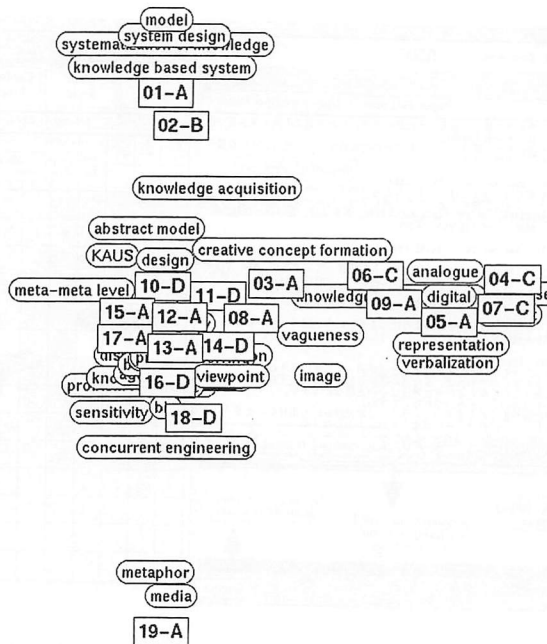 model
system design
knowledge
knowledge based system
01-A
02-B
knowledge acquisition
abstract model
KAUS
design
creative concept formation
meta-meta level
10-D
11-D
03-A
06-C
analogue
04-C
09-A
digital
07-C
15-A
12-A
08-A
05-A
17-A
13-A
14-D
vagueness
representation
verbalization
16-D
viewpoint
image
sensitivity
18-D
concurrent engineering
metaphor
media
19-A